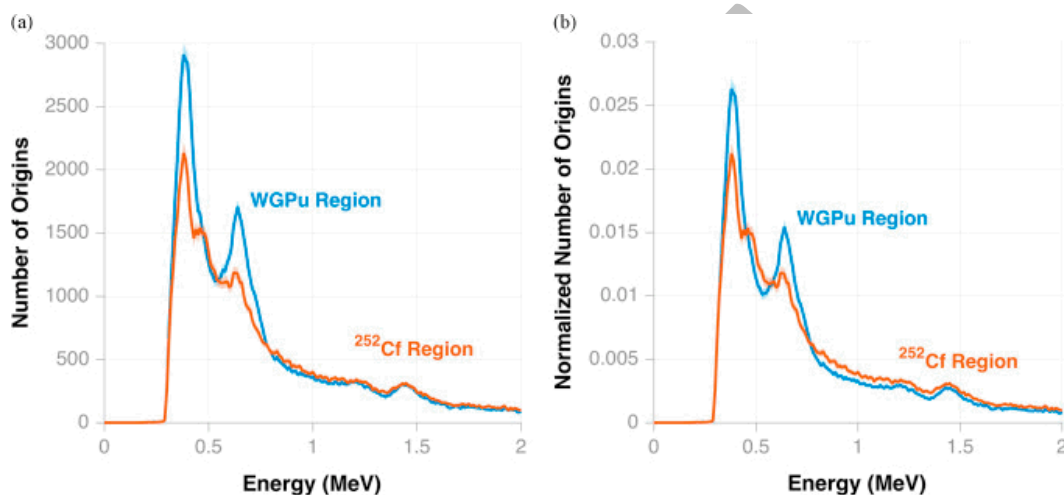 (a)
Number of Origins
3000
2500
2000
1500
1000
500
0
WGPu Region
²⁵²Cf Region
0 0.5 1 1.5 2
Energy (MeV)
(b)
Normalized Number of Origins
0.03
0.025
0.02
0.015
0.01
0.005
0
WGPu Region
²⁵²Cf Region
0 0.5 1 1.5 2
Energy (MeV)